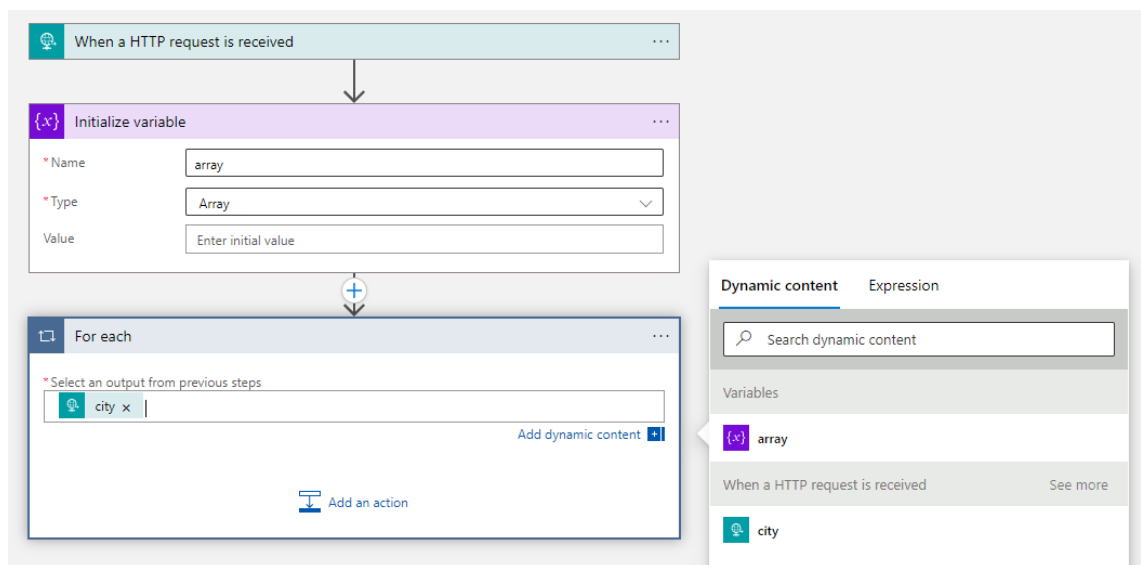 When a HTTP request is received
{x} Initialize variable
* Name array
* Type Array
Value Enter initial value
For each
* Select an output from previous steps
city ×
Add dynamic content
Add an action
Dynamic content Expression
Search dynamic content
Variables
{x} array
When a HTTP request is received See more
city